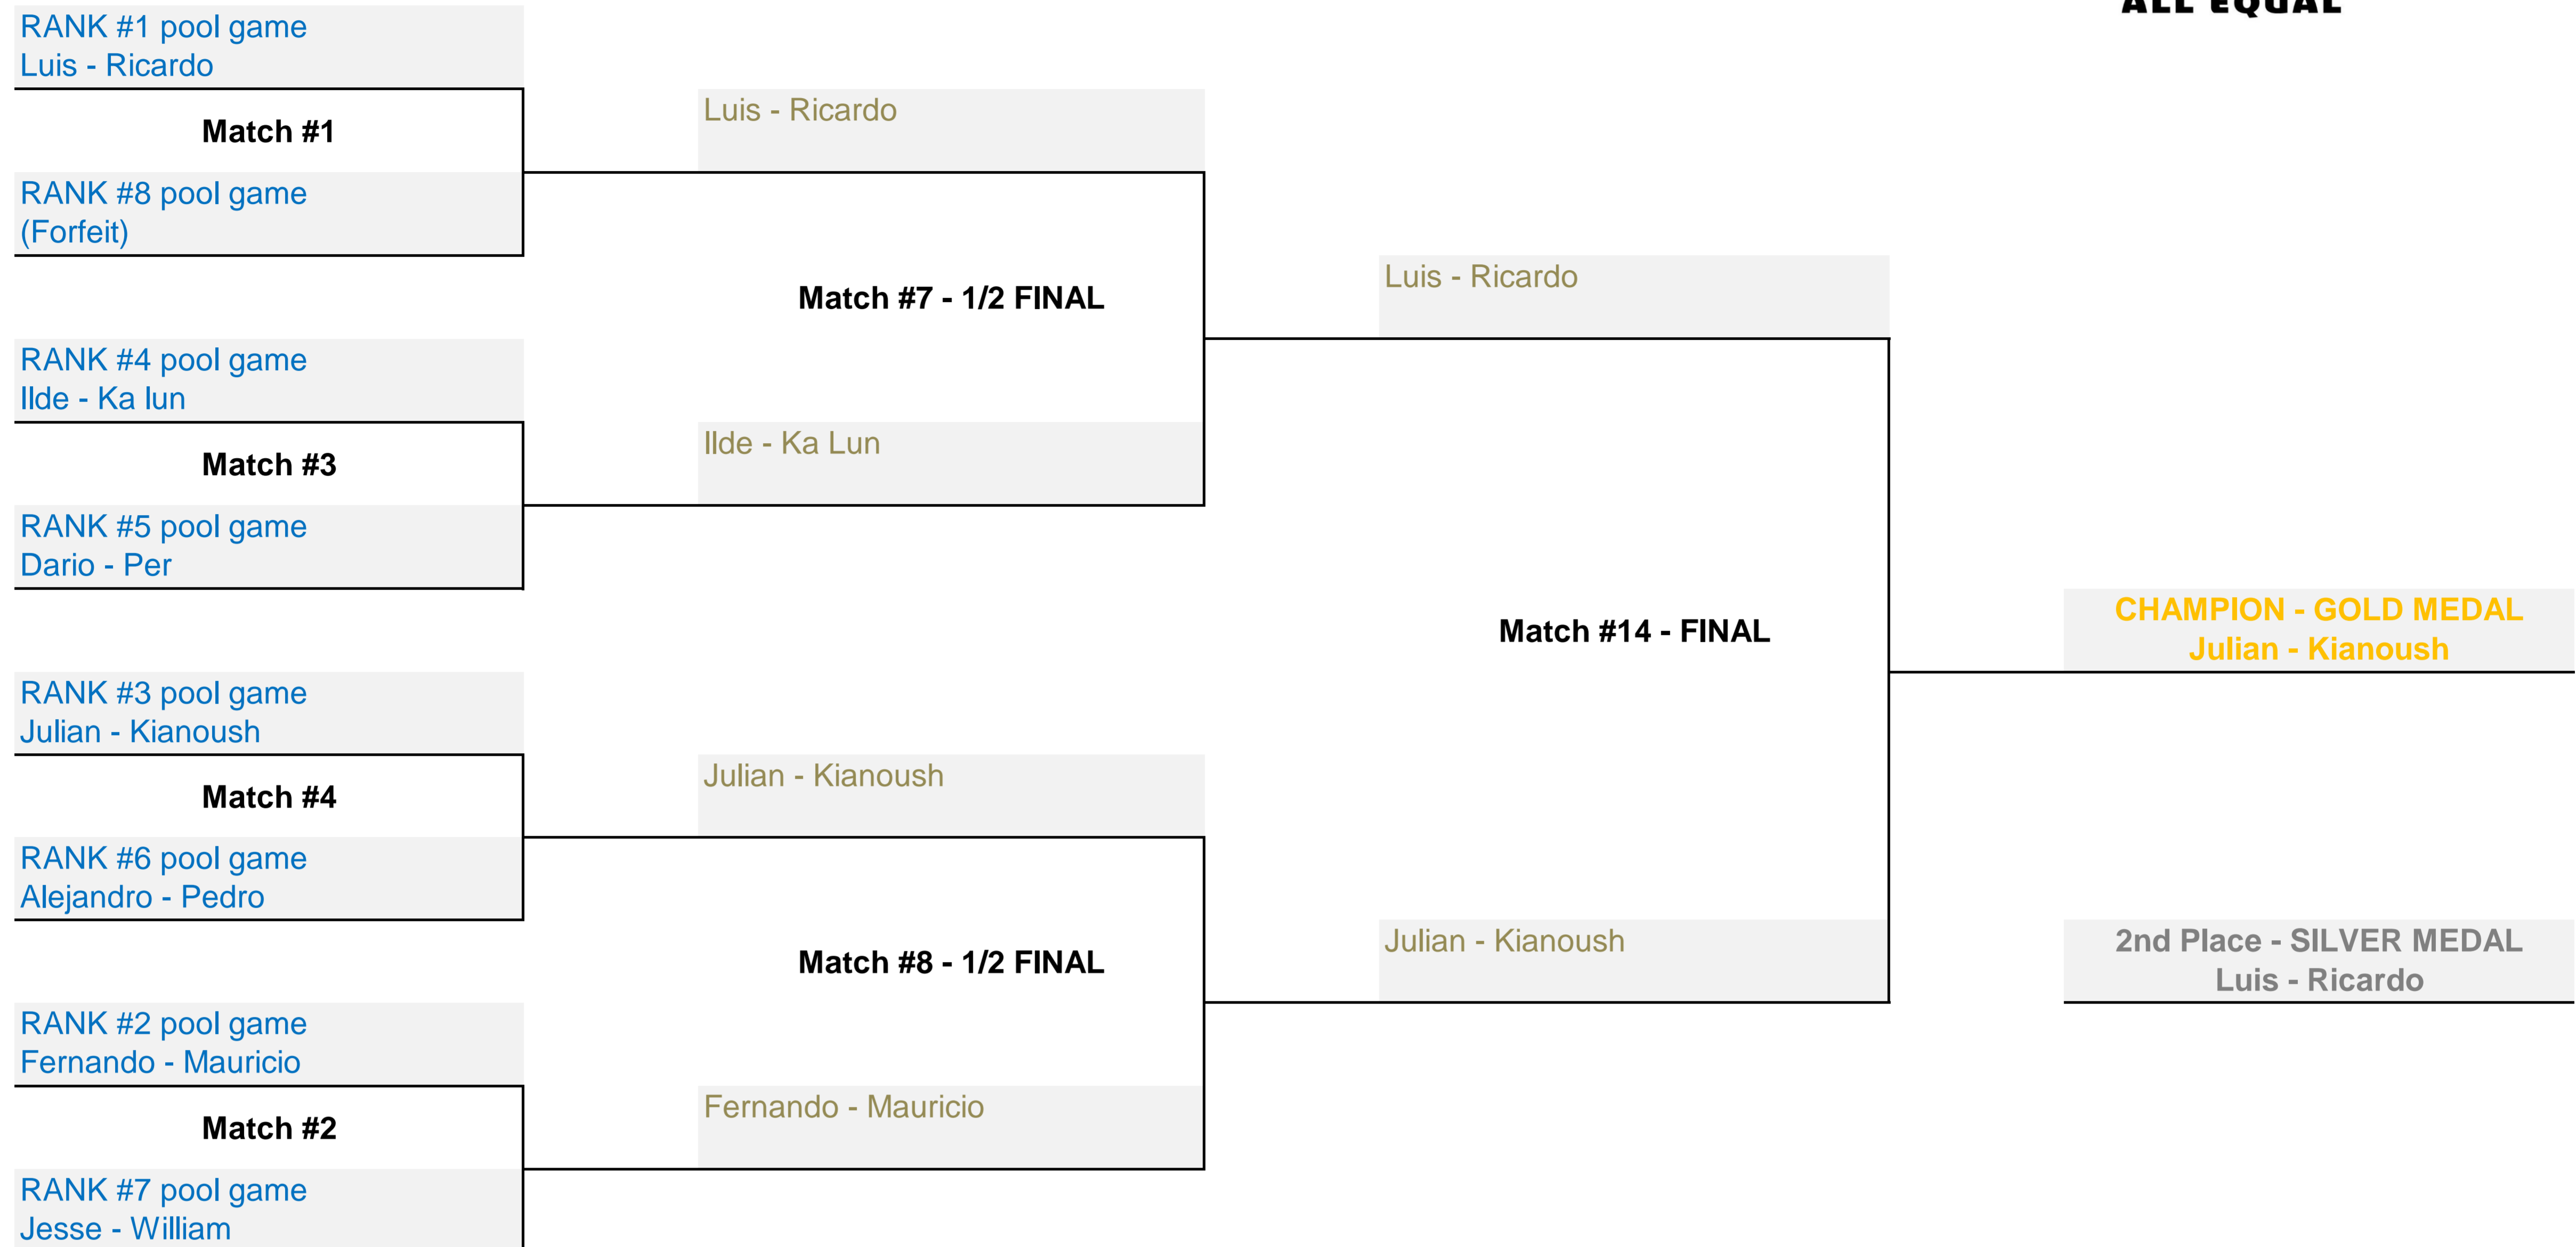 ALL EQUAL
RANK #1 pool game
Luis - Ricardo
Match #1
RANK #8 pool game
(Forfeit)
RANK #4 pool game
Ilde - Ka lun
Match #3
RANK #5 pool game
Dario - Per
RANK #3 pool game
Julian - Kianoush
Match #4
RANK #6 pool game
Alejandro - Pedro
RANK #2 pool game
Fernando - Mauricio
Match #2
RANK #7 pool game
Jesse - William
Luis - Ricardo
Match #7 - 1/2 FINAL
Ilde - Ka Lun
Julian - Kianoush
Match #8 - 1/2 FINAL
Fernando - Mauricio
Luis - Ricardo
Match #14 - FINAL
Julian - Kianoush
CHAMPION - GOLD MEDAL
Julian - Kianoush
2nd Place - SILVER MEDAL
Luis - Ricardo